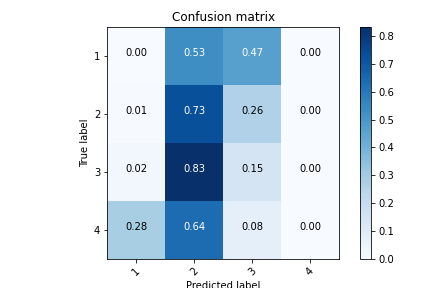 Confusion matrix
1 0.00 0.53 0.47 0.00
2 0.01 0.73 0.26 0.00
3 0.02 0.83 0.15 0.00
4 0.28 0.64 0.08 0.00
1 2 3 4
True label
Predicted label
0.8
0.7
0.6
0.5
0.4
0.3
0.2
0.1
0.0